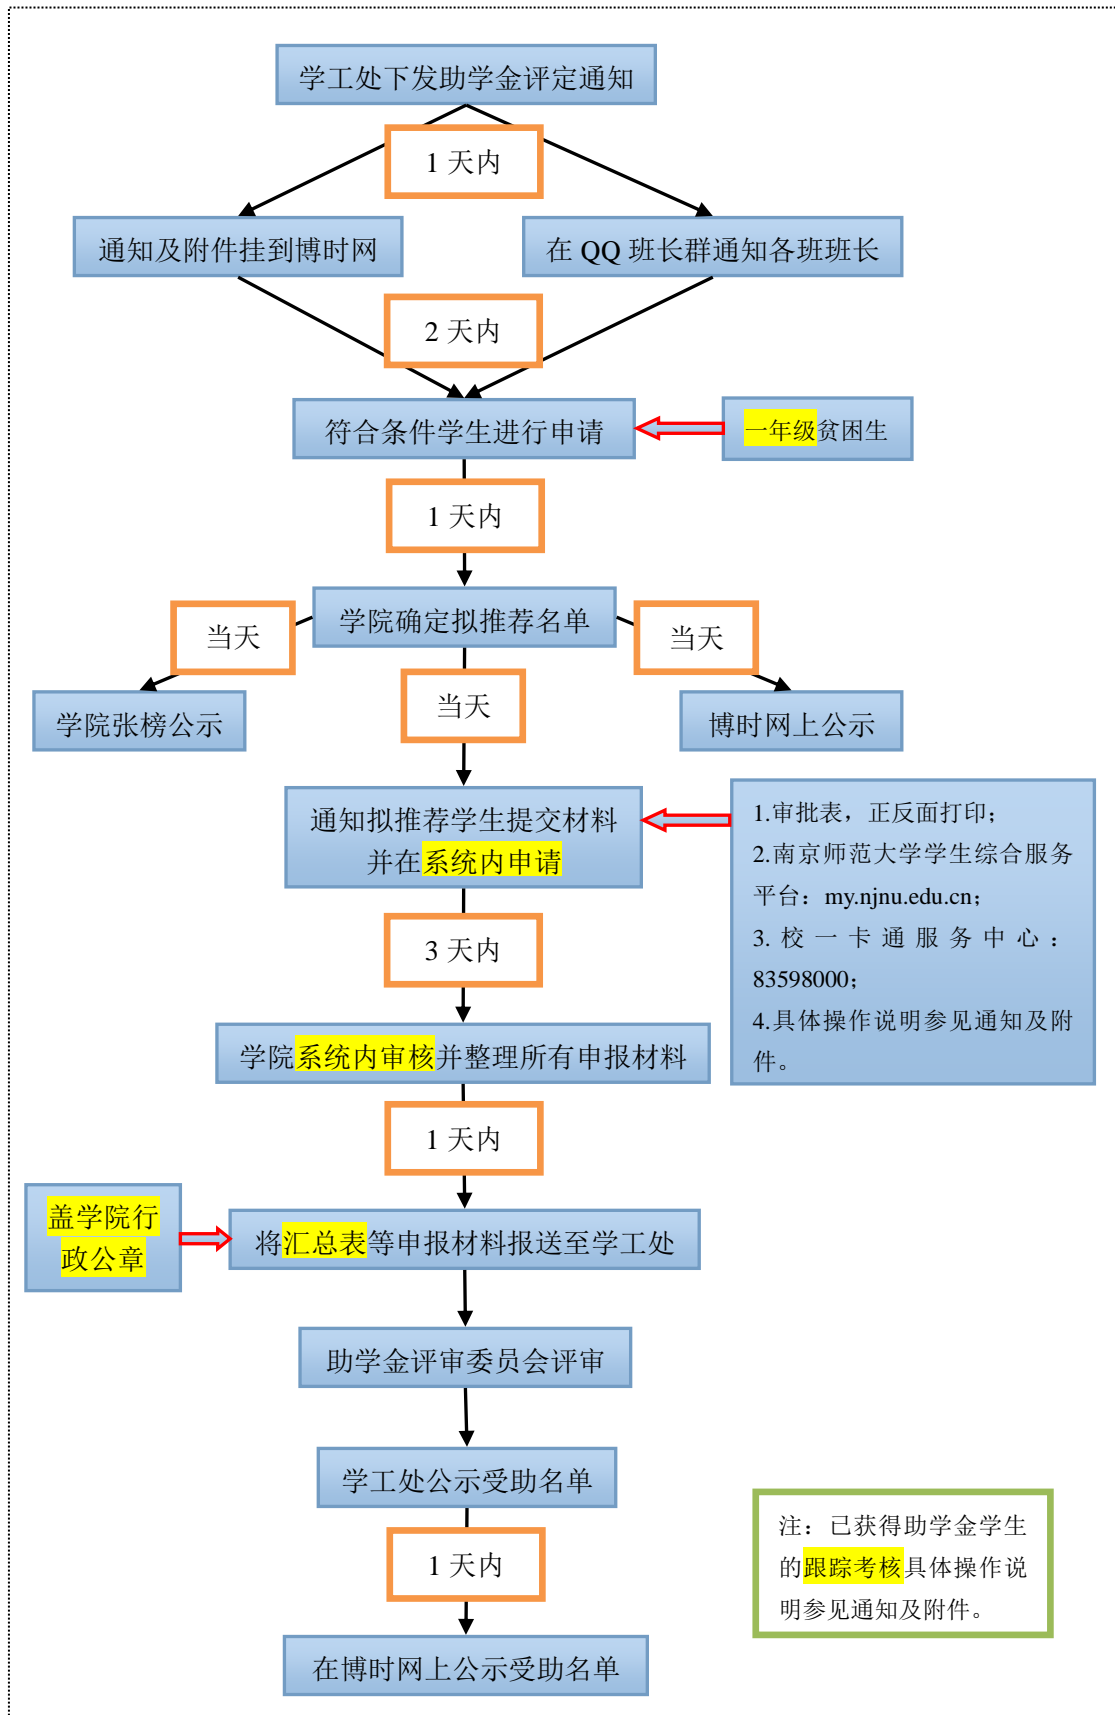 学工处下发助学金评定通知
1 天内
通知及附件挂到博时网
在 QQ 班长群通知各班班长
2 天内
符合条件学生进行申请
一年级贫困生
1 天内
学院确定拟推荐名单
当天
当天
当天
学院张榜公示
博时网上公示
通知拟推荐学生提交材料
并在系统内申请
1.审批表，正反面打印；
2.南京师范大学学生综合服务
平台：my.njnu.edu.cn；
3.校一卡通服务中心：
83598000；
4.具体操作说明参见通知及附
件。
3 天内
学院系统内审核并整理所有申报材料
1 天内
盖学院行
政公章
将汇总表等申报材料报送至学工处
助学金评审委员会评审
学工处公示受助名单
1 天内
在博时网上公示受助名单
注：已获得助学金学生
的跟踪考核具体操作说
明参见通知及附件。